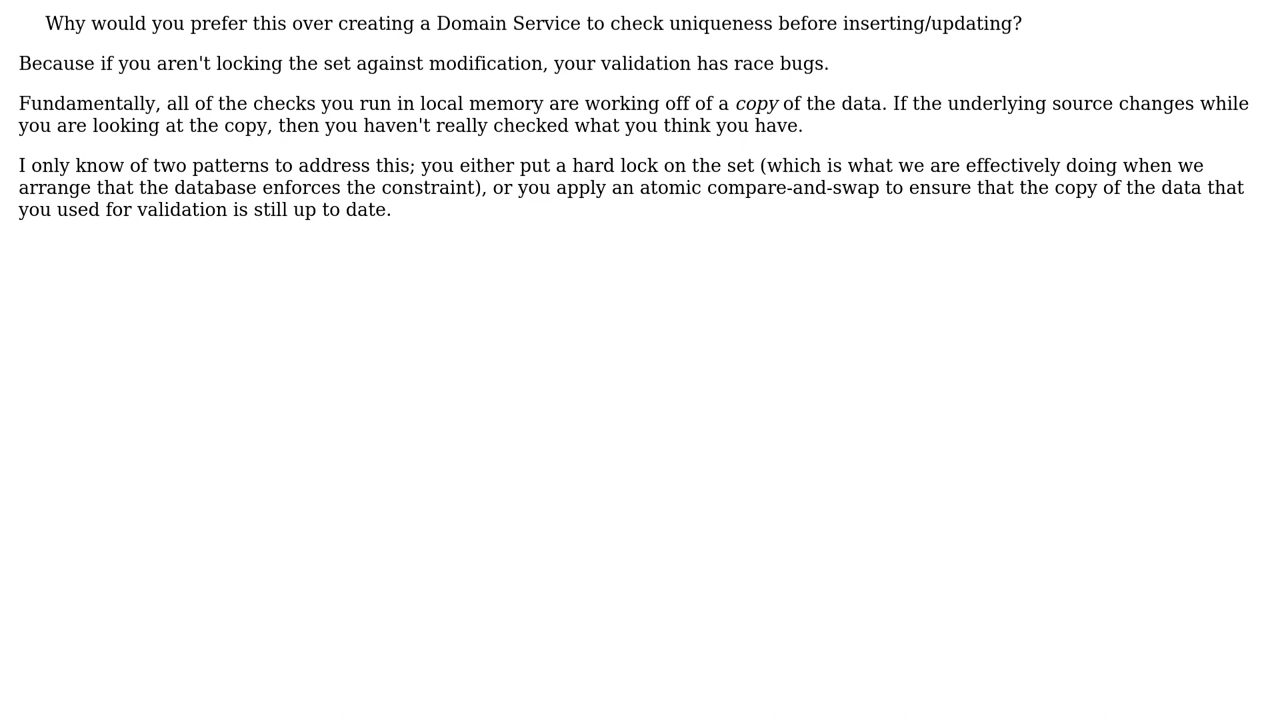 Why would you prefer this over creating a Domain Service to check uniqueness before inserting/updating?
Because if you aren't locking the set against modification, your validation has race bugs.
Fundamentally, all of the checks you run in local memory are working off of a copy of the data. If the underlying source changes while
you are looking at the copy, then you haven't really checked what you think you have.
I only know of two patterns to address this; you either put a hard lock on the set (which is what we are effectively doing when we
arrange that the database enforces the constraint), or you apply an atomic compare-and-swap to ensure that the copy of the data that
you used for validation is still up to date.